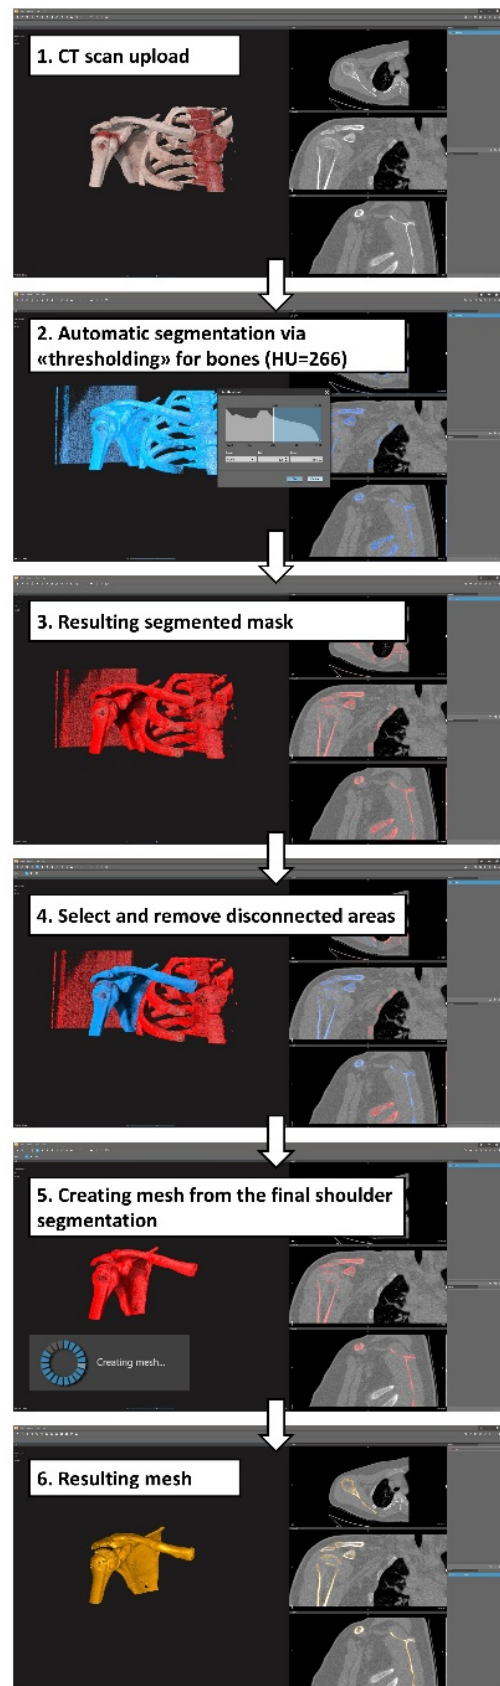 1. CT scan upload
2. Automatic segmentation via
«thresholding» for bones (HU=266)
3. Resulting segmented mask
4. Select and remove disconnected areas
5. Creating mesh from the final shoulder
segmentation
Creating mesh...
6. Resulting mesh